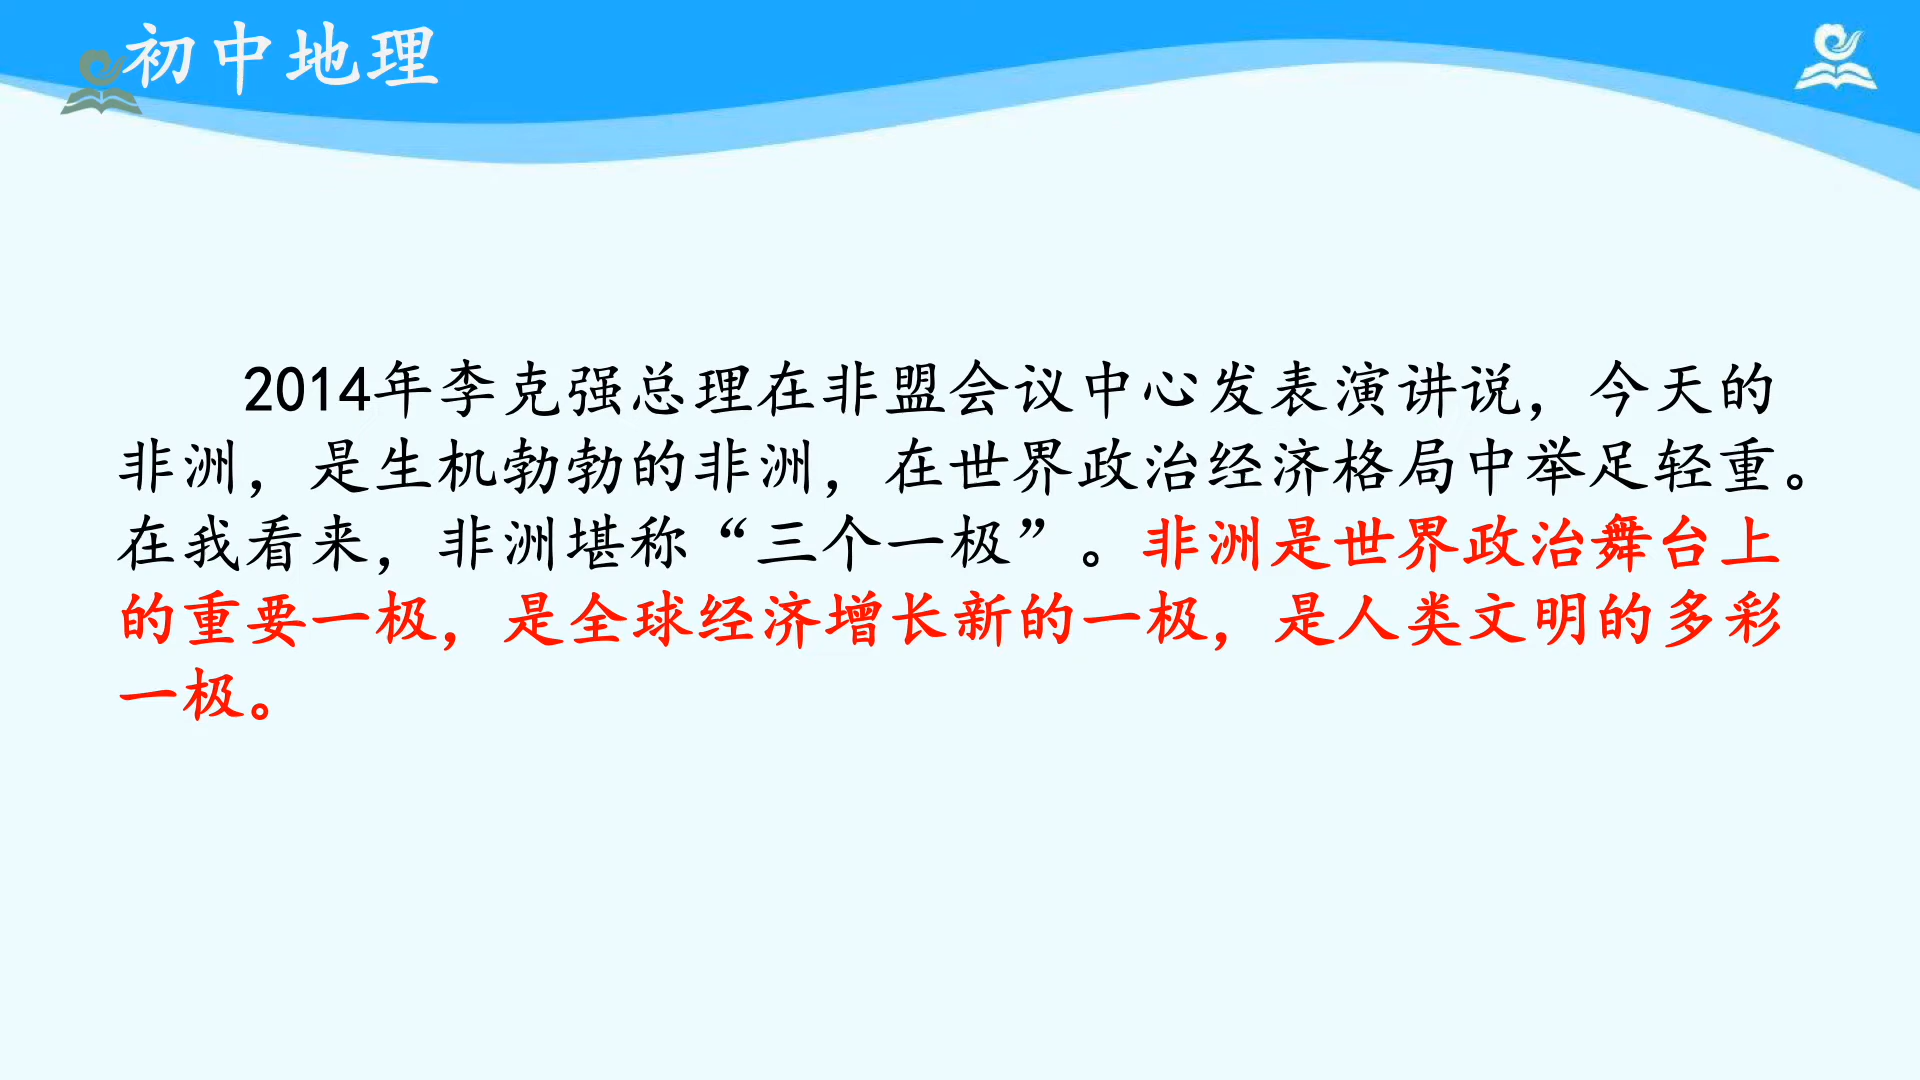 初中地理
2014年李克强总理在非盟会议中心发表演讲说，今天的
非洲，是生机勃勃的非洲，在世界政治经济格局中举足轻重。
在我看来，非洲堪称“三个一极”。非洲是世界政治舞台上
的重要一极，是全球经济增长新的一极，是人类文明的多彩
一极。